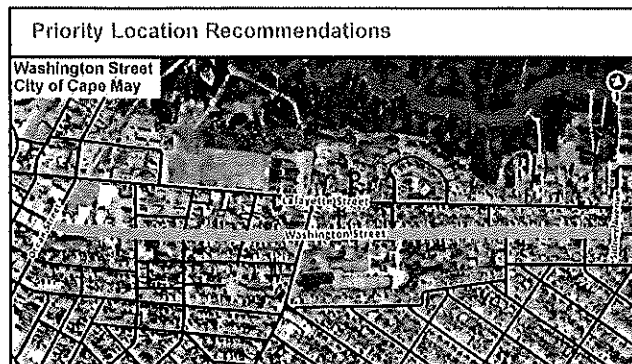 Priority Location Recommendations
Washington Street
City of Cape May
Lafayette Street
Washington Street